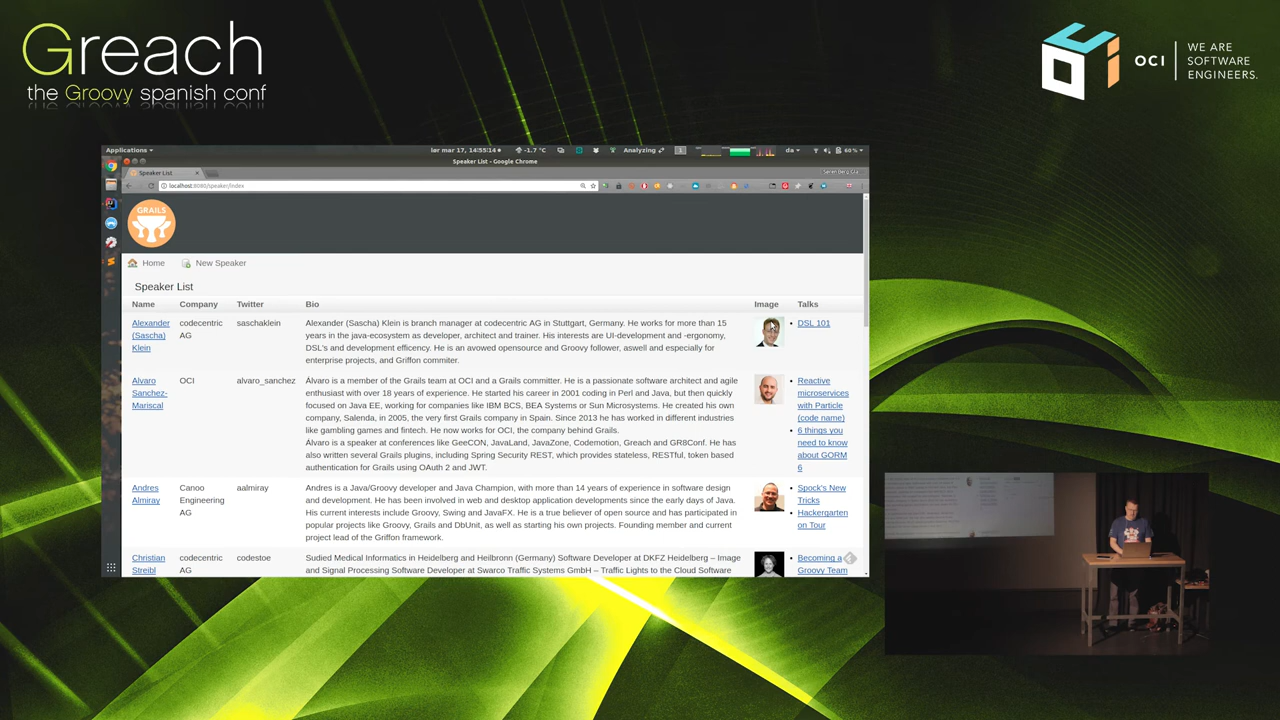 Greach
the Groovy spanish conf
OCI
WE ARE
SOFTWARE
ENGINEERS.
Applications
lør mar 17, 14:55:14
-1.7 °C
Analyzing
1
da
60%
Speaker List - Google Chrome
Speaker List
localhost:8080/speaker/index
GRAILS
Home
New Speaker
Speaker List
Name Company Twitter Bio Image Talks
Alexander (Sascha) Klein
codecentric AG
saschaklein
Alexander (Sascha) Klein is branch manager at codecentric AG in Stuttgart, Germany. He works for more than 15
years in the java-ecosystem as developer, architect and trainer. His interests are UI-development and -ergonomy,
DSL's and development efficency. He is an avowed opensource and Groovy follower, aswell and especially for
enterprise projects, and Griffon commiter.
DSL 101
Alvaro
Sanchez-
Mariscal
OCI
alvaro_sanchez
Álvaro is a member of the Grails team at OCI and a Grails committer. He is a passionate software architect and agile
enthusiast with over 18 years of experience. He started his career in 2001 coding in Perl and Java, but then quickly
focused on Java EE, working for companies like IBM BCS, BEA Systems or Sun Microsystems. He created his own
company, Salenda, in 2005, the very first Grails company in Spain. Since 2013 he has worked in different industries
like gambling games and fintech. He now works for OCI, the company behind Grails.
Álvaro is a speaker at conferences like GeeCON, JavaLand, JavaZone, Codemotion, Greach and GR8Conf. He has
also written several Grails plugins, including Spring Security REST, which provides stateless, RESTful, token based
authentication for Grails using OAuth 2 and JWT.
Reactive
microservices
with Particle
(code name)
6 things you
need to know
about GORM
6
Andres
Almiray
Canoo
Engineering
AG
aalmiray
Andres is a Java/Groovy developer and Java Champion, with more than 14 years of experience in software design
and development. He has been involved in web and desktop application developments since the early days of Java.
His current interests include Groovy, Swing and JavaFX. He is a true believer of open source and has participated in
popular projects like Groovy, Grails and DbUnit, as well as starting his own projects. Founding member and current
project lead of the Griffon framework.
Spock's New
Tricks
Hackergarten
on Tour
Christian
Streibl
codecentric
AG
codestoe
Sudied Medical Informatics in Heidelberg and Heilbronn (Germany) Software Developer at DKFZ Heidelberg – Image
and Signal Processing Software Developer at Swarco Traffic Systems GmbH – Traffic Lights to the Cloud Software
Becoming a
Groovy Team